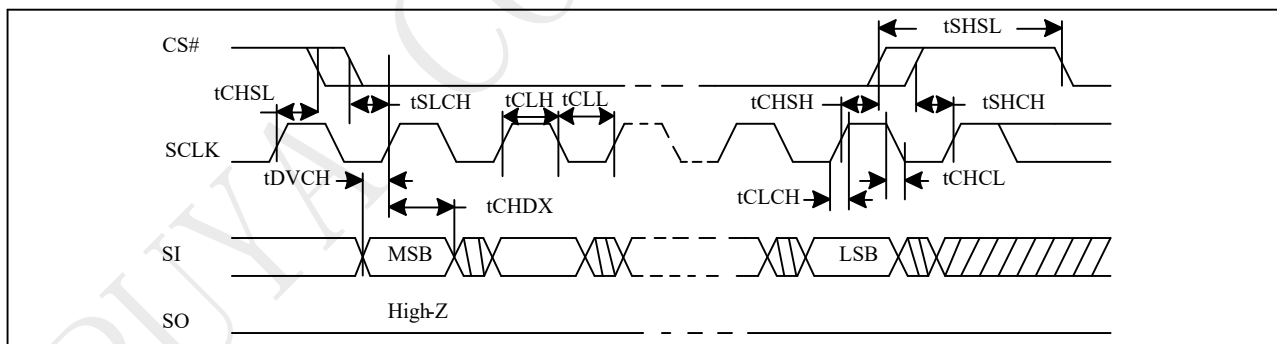 tSHSL
CS#
tCHSL
tSLCH
tCLH
tCLL
tCHSH
tSHCH
SCLK
tDVCH
tCHDX
tCLCH
tCHCL
SI
MSB
LSB
SO
High-Z